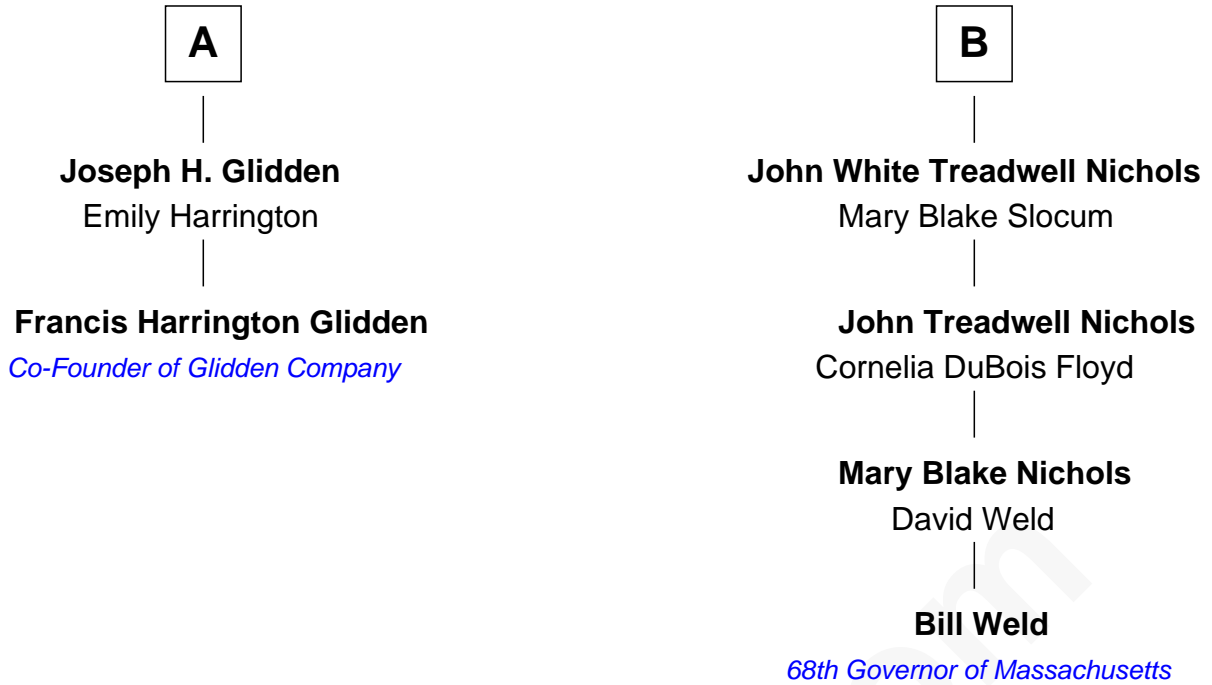 A
Joseph H. Glidden
Emily Harrington
Francis Harrington Glidden
Co-Founder of Glidden Company
B
John White Treadwell Nichols
Mary Blake Slocum
John Treadwell Nichols
Cornelia DuBois Floyd
Mary Blake Nichols
David Weld
Bill Weld
68th Governor of Massachusetts